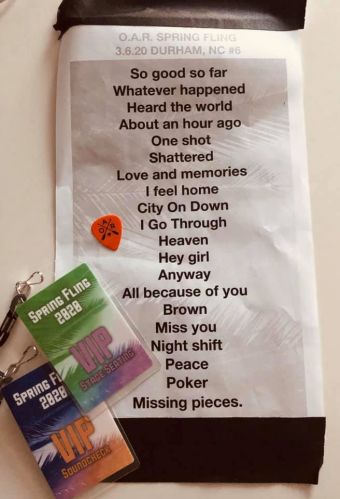 O.A.R. SPRING FLING
3.6.20 DURHAM, NC #6
So good so far
Whatever happened
Heard the world
About an hour ago
One shot
Shattered
Love and memories
I feel home
City On Down
I Go Through
Heaven
Hey girl
Anyway
All because of you
Brown
Miss you
Night shift
Peace
Poker
Missing pieces.
O A R
SPRING FLING
2020
VIP
STAGE SEATING
SPRING
2020
VIP
SOUNDCHECK